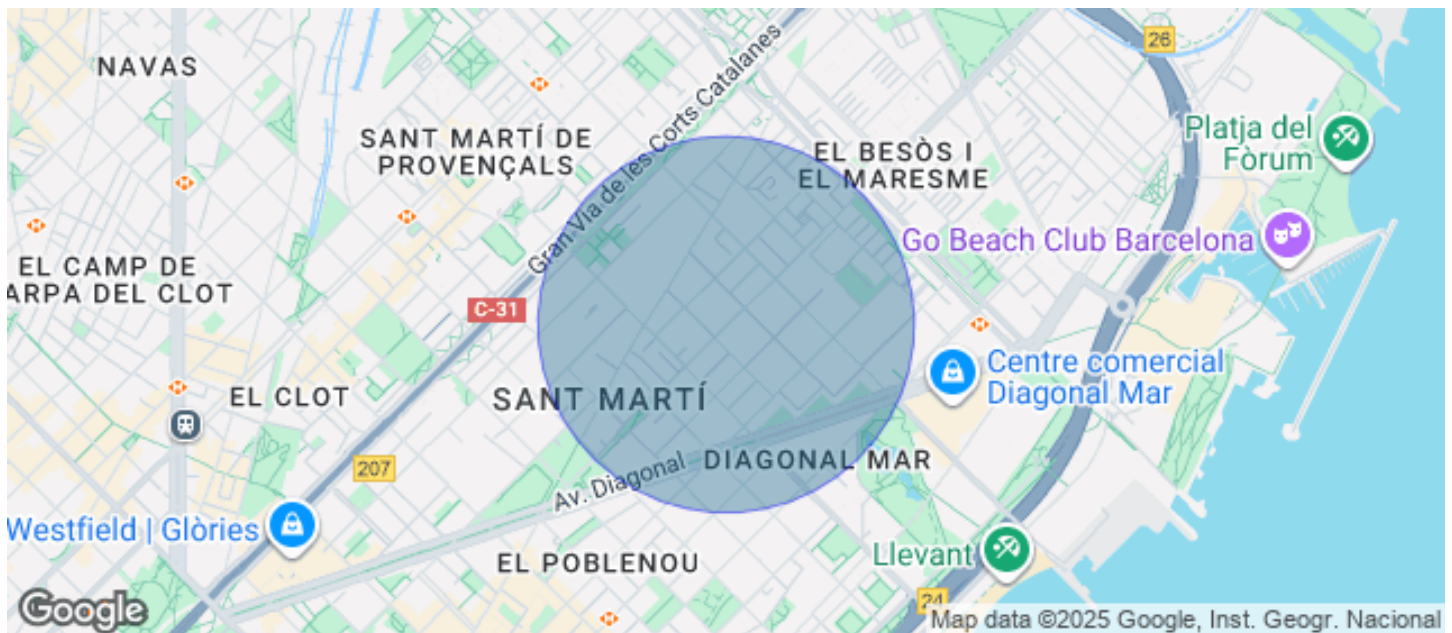 NAVAS
26
SANT MARTÍ DE
PROVENÇALS
Gran Via de les Corts Catalanes
EL BESÒS I
EL MARESME
Platja del
Fòrum
Go Beach Club Barcelona
EL CAMP DE
ARPA DEL CLOT
C-31
Centre comercial
Diagonal Mar
EL CLOT
SANT MARTÍ
207
Av. Diagonal
DIAGONAL MAR
Westfield | Glòries
EL POBLENOU
Llevant
24
Google
Map data ©2025 Google, Inst. Geogr. Nacional